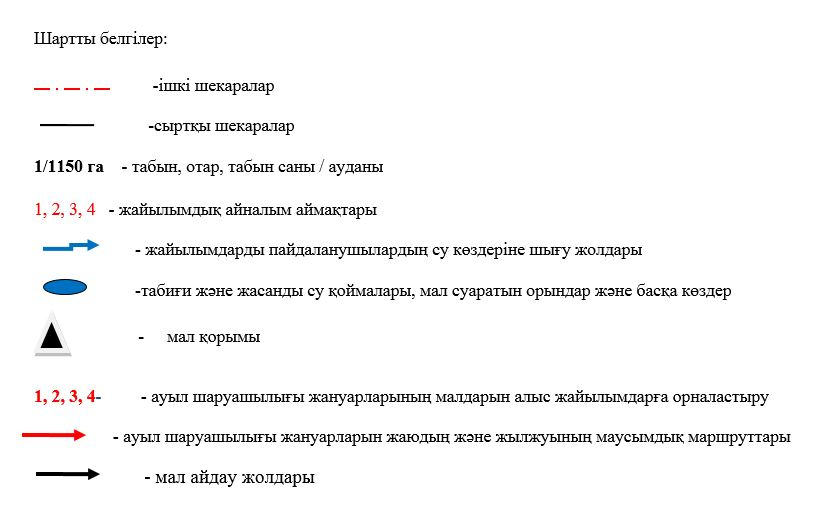 Шартты белгілер:
-ішкі шекаралар
-сыртқы шекаралар
1/1150 га - табын, отар, табын саны / ауданы
1, 2, 3, 4 - жайылымдық айналым аймақтары
- жайылымдарды пайдаланушылардың су көздеріне шығу жолдары
-табиғи және жасанды су қоймалары, мал суаратын орындар және басқа көздер
- мал қорымы
1, 2, 3, 4- - ауыл шаруашылығы жануарларының малдарын алыс жайылымдарға орналастыру
- ауыл шаруашылығы жануарларын жаюдың және жылжуының маусымдық маршруттары
- мал айдау жолдары